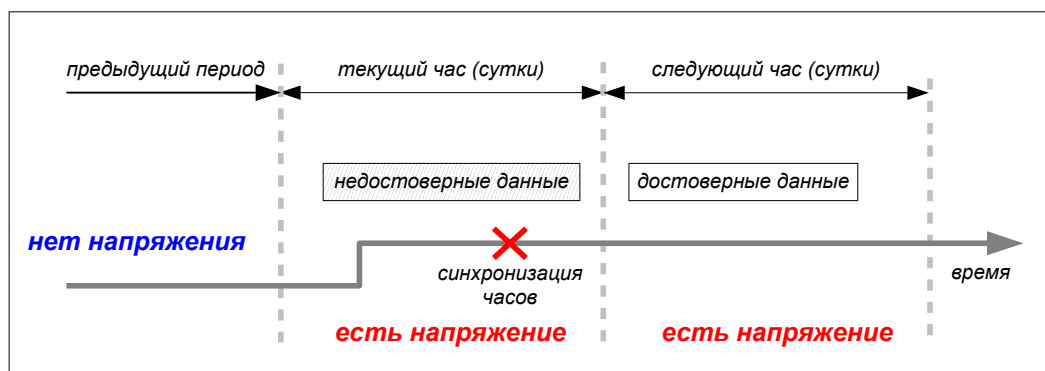 предыдущий период
текущий час (сутки)
следующий час (сутки)
недостоверные данные
достоверные данные
нет напряжения
синхронизация
часов
время
есть напряжение
есть напряжение